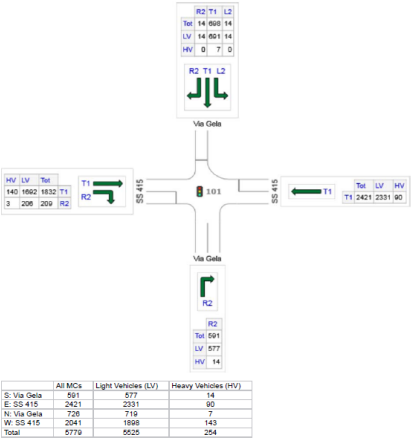 R2 T1 L2
Tot 14 698 14
LV 14 691 14
HV 0 7 0
R2 T1 L2
Via Gela
HV LV Tot
140 1692 1832 T1
3 206 209 R2
T1
R2
SS 415
101
SS 415
T1
Tot LV HV
T1 2421 2331 90
Via Gela
R2
R2
Tot 591
LV 577
HV 14
All MCs Light Vehicles (LV) Heavy Vehicles (HV)
S: Via Gela 591 577 14
E: SS 415 2421 2331 90
N: Via Gela 726 719 7
W: SS 415 2041 1898 143
Total 5779 5525 254